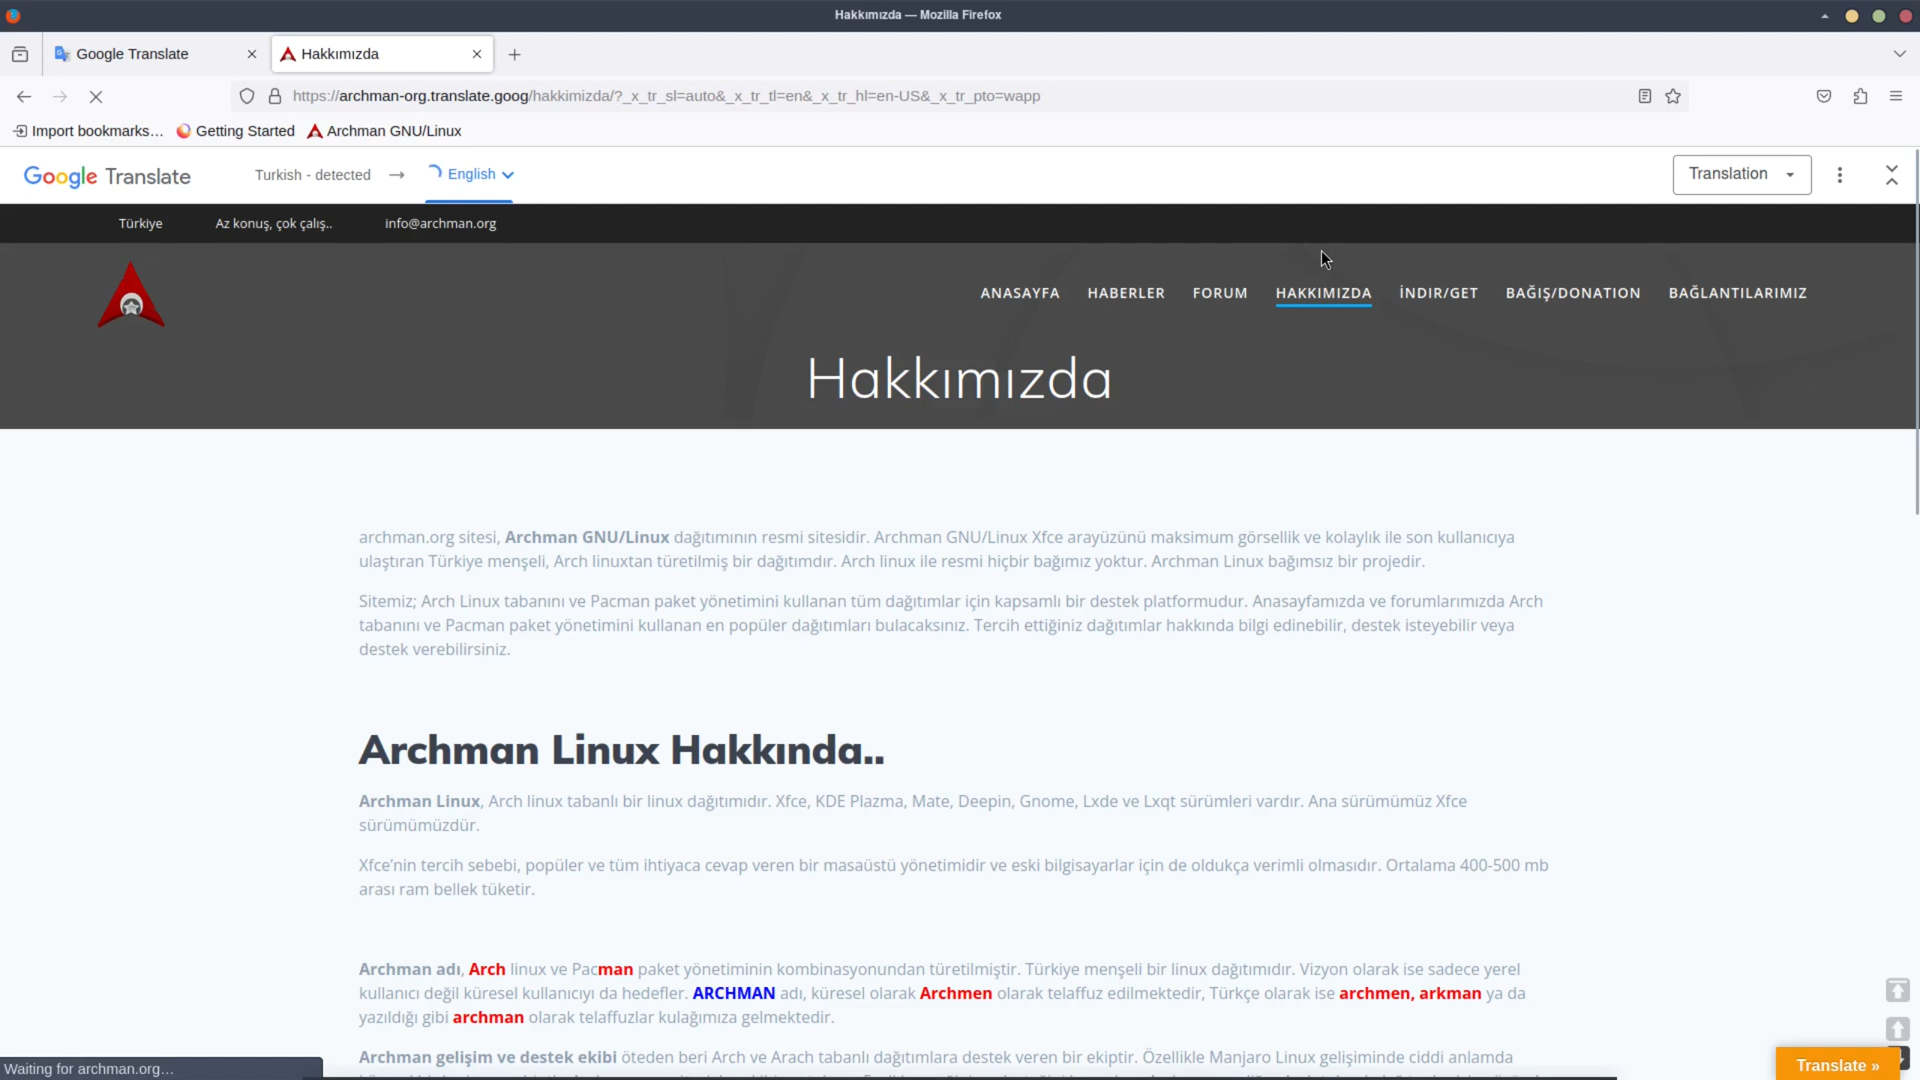 Hakkımızda — Mozilla Firefox
Google Translate
Hakkımızda
https://archman-org.translate.goog/hakkimizda/?_x_tr_sl=auto&_x_tr_tl=en&_x_tr_hl=en-US&_x_tr_pto=wapp
Import bookmarks… Getting Started Archman GNU/Linux
Google Translate Turkish - detected → English Translation
Türkiye Az konuş, çok çalış.. info@archman.org
ANASAYFA HABERLER FORUM HAKKIMIZDA İNDIR/GET BAĞIŞ/DONATION BAĞLANTILARIMIZ
Hakkımızda
archman.org sitesi, Archman GNU/Linux dağıtımının resmi sitesidir. Archman GNU/Linux Xfce arayüzünü maksimum görsellik ve kolaylık ile son kullanıcıya
ulaştıran Türkiye menşeli, Arch linuxtan türetilmiş bir dağıtımdır. Arch linux ile resmi hiçbir bağımız yoktur. Archman Linux bağımsız bir projedir.
Sitemiz; Arch Linux tabanını ve Pacman paket yönetimini kullanan tüm dağıtımlar için kapsamlı bir destek platformudur. Anasayfamızda ve forumlarımızda Arch
tabanını ve Pacman paket yönetimini kullanan en popüler dağıtımları bulacaksınız. Tercih ettiğiniz dağıtımlar hakkında bilgi edinebilir, destek isteyebilir veya
destek verebilirsiniz.
Archman Linux Hakkında..
Archman Linux, Arch linux tabanlı bir linux dağıtımıdır. Xfce, KDE Plazma, Mate, Deepin, Gnome, Lxde ve Lxqt sürümleri vardır. Ana sürümümüz Xfce
sürümümüzdür.
Xfce’nin tercih sebebi, popüler ve tüm ihtiyaca cevap veren bir masaüstü yönetimidir ve eski bilgisayarlar için de oldukça verimli olmasıdır. Ortalama 400-500 mb
arası ram bellek tüketir.
Archman adı, Arch linux ve Pacman paket yönetiminin kombinasyonundan türetilmiştir. Türkiye menşeli bir linux dağıtımıdır. Vizyon olarak ise sadece yerel
kullanıcı değil küresel kullanıcıyı da hedefler. ARCHMAN adı, küresel olarak Archmen olarak telaffuz edilmektedir, Türkçe olarak ise archmen, arkman ya da
yazıldığı gibi archman olarak telaffuzlar kulağımıza gelmektedir.
Archman gelişim ve destek ekibi öteden beri Arch ve Arach tabanlı dağıtımlara destek veren bir ekiptir. Özellikle Manjaro Linux gelişiminde ciddi anlamda
Waiting for archman.org…
Translate »